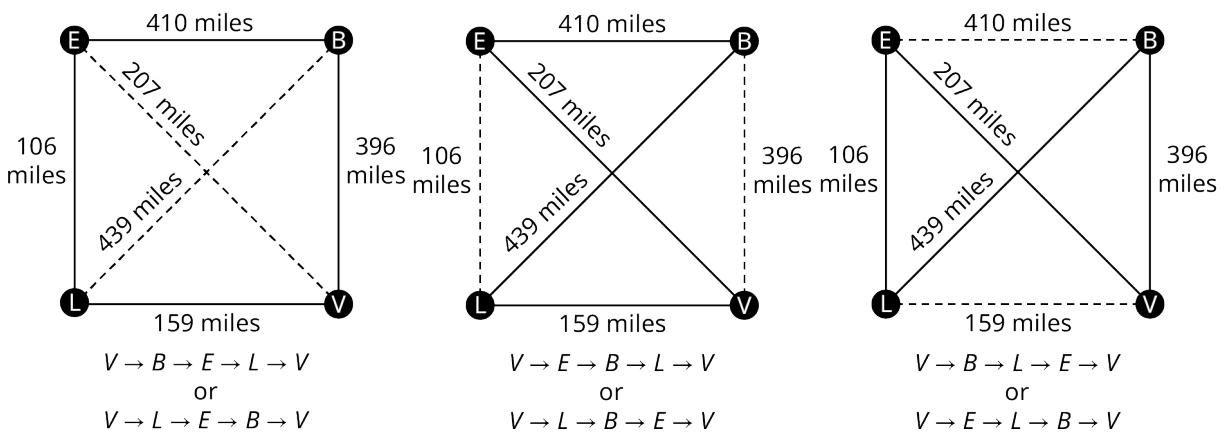 410 miles
E
B
207 miles
106
miles
396
miles
439 miles
L
V
159 miles
V → B → E → L → V
or
V → L → E → B → V
410 miles
E
B
207 miles
106
miles
396
miles
439 miles
L
V
159 miles
V → E → B → L → V
or
V → L → B → E → V
410 miles
E
B
207 miles
106
miles
396
miles
439 miles
L
V
159 miles
V → B → L → E → V
or
V → E → L → B → V